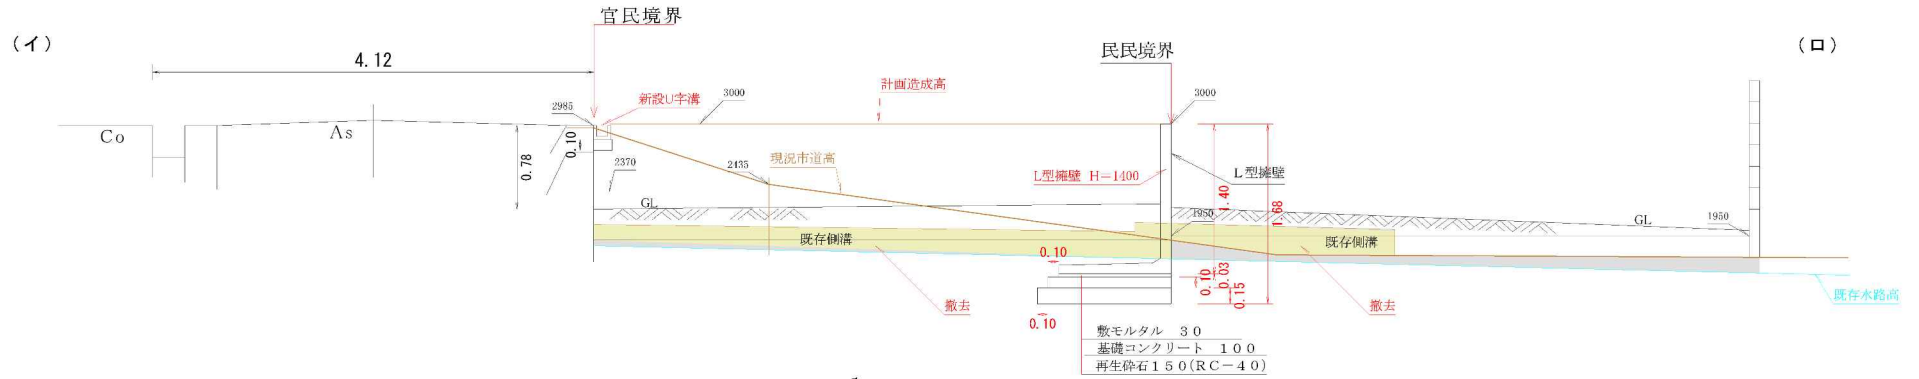 官民境界
(イ)
(ロ)
民民境界
4.12
計画造成高
新設U字溝
3000
3000
2985
Co
As
0.10
0.78
2370
2435
現況市道高
L型擁壁 H=1400
L型擁壁
1.40
1.68
GL
1950
GL
1950
既存側溝
既存側溝
0.10
0.10
0.03
0.15
撤去
撤去
既存水路高
0.10
敷モルタル 30
基礎コンクリート 100
再生砕石150(RC-40)